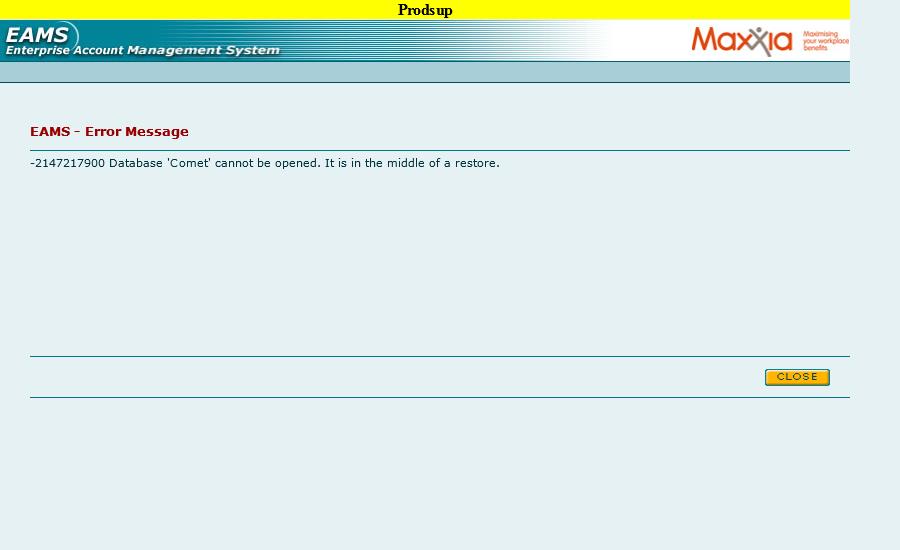 Prodsup
EAMS
Enterprise Account Management System
Maxxia
Maximising
your workplace
benefits
EAMS - Error Message
-2147217900 Database 'Comet' cannot be opened. It is in the middle of a restore.
CLOSE